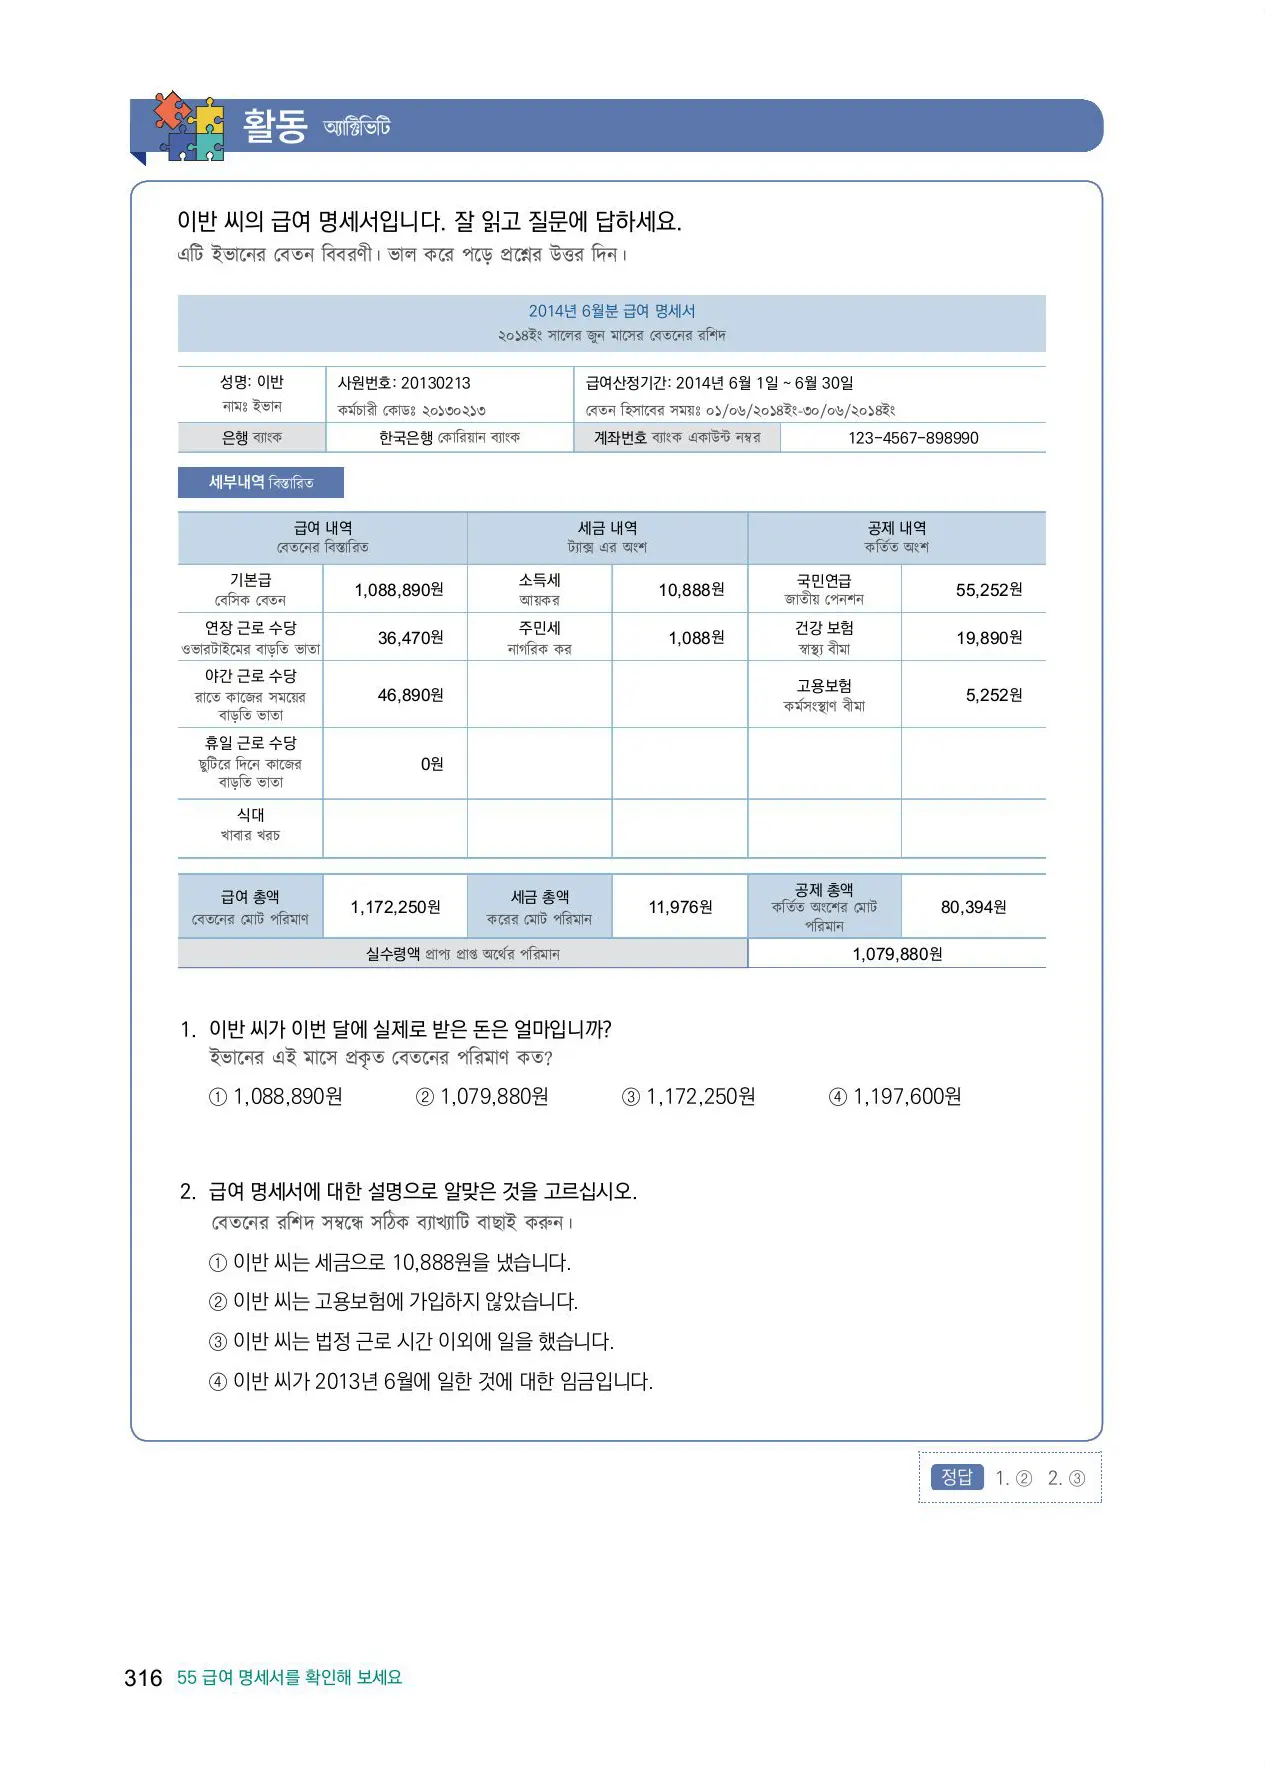 활동 অ্যাক্টিভিটি
이반 씨의 급여 명세서입니다. 잘 읽고 질문에 답하세요.
এটি ইভানের বেতন বিবরণী। ভাল করে পড়ে প্রশ্নের উত্তর দিন।
2014년 6월분 급여 명세서
২০১৪ইং সালের জুন মাসের বেতনের রশিদ
성명: 이반 사원번호: 20130213 급여산정기간: 2014년 6월 1일 ~ 6월 30일
নামঃ ইভান কর্মচারী কোডঃ ২০১৩০২১৩ বেতন হিসাবের সময়ঃ ০১/০৬/২০১৪ইং-৩০/০৬/২০১৪ইং
은행 ব্যাংক 한국은행 কোরিয়ান ব্যাংক 계좌번호 ব্যাংক একাউন্ট নম্বর 123-4567-898990
세부내역 বিস্তারিত
급여 내역 세금 내역 공제 내역
বেতনের বিস্তারিত ট্যাক্স এর অংশ কর্তিত অংশ
기본급 1,088,890원 소득세 10,888원 국민연급 55,252원
বেসিক বেতন আয়কর জাতীয় পেনশন
연장 근로 수당 36,470원 주민세 1,088원 건강 보험 19,890원
ওভারটাইমের বাড়তি ভাতা নাগরিক কর স্বাস্থ্য বীমা
야간 근로 수당 46,890원 고용보험 5,252원
রাতে কাজের সময়ের কর্মসংস্থাণ বীমা
বাড়তি ভাতা
휴일 근로 수당 0원
ছুটিরে দিনে কাজের
বাড়তি ভাতা
식대
খাবার খরচ
급여 총액 1,172,250원 세금 총액 11,976원 공제 총액 80,394원
বেতনের মোট পরিমাণ করের মোট পরিমান কর্তিত অংশের মোট
পরিমান
실수령액 প্রাপ্য প্রাপ্ত অর্থের পরিমান 1,079,880원
1. 이반 씨가 이번 달에 실제로 받은 돈은 얼마입니까?
ইভানের এই মাসে প্রকৃত বেতনের পরিমাণ কত?
① 1,088,890원 ② 1,079,880원 ③ 1,172,250원 ④ 1,197,600원
2. 급여 명세서에 대한 설명으로 알맞은 것을 고르십시오.
বেতনের রশিদ সম্বন্ধে সঠিক ব্যাখ্যাটি বাছাই করুন।
① 이반 씨는 세금으로 10,888원을 냈습니다.
② 이반 씨는 고용보험에 가입하지 않았습니다.
③ 이반 씨는 법정 근로 시간 이외에 일을 했습니다.
④ 이반 씨가 2013년 6월에 일한 것에 대한 임금입니다.
정답 1. ② 2. ③
316 55 급여 명세서를 확인해 보세요